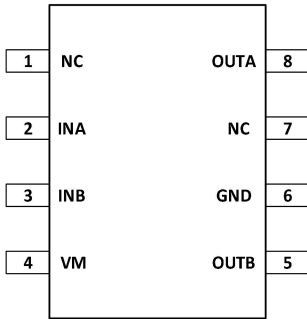 1 NC OUTA 8
2 INA NC 7
3 INB GND 6
4 VM OUTB 5